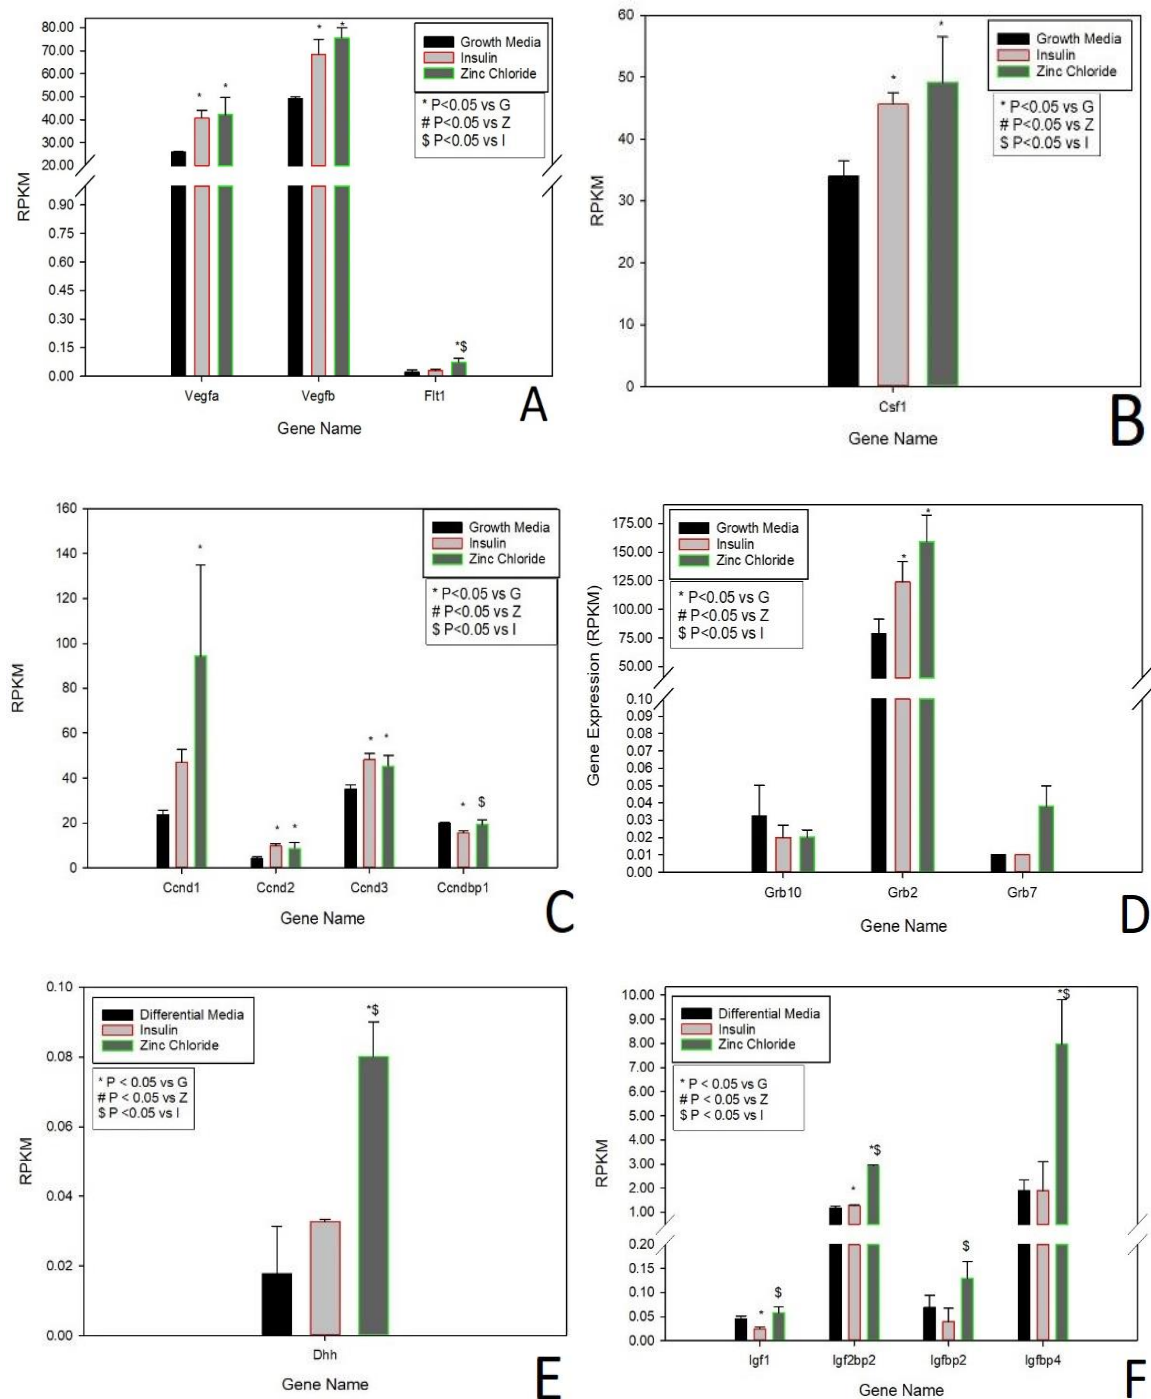 80.00
70.00
60.00
50.00
40.00
30.00
20.00
0.90
0.75
0.60
0.45
0.30
0.15
0.00
RPKM
Growth Media
Insulin
Zinc Chloride
* P<0.05 vs G
# P<0.05 vs Z
$ P<0.05 vs I
*
*
*
*
*$
Vegfa
Vegfb
Flt1
Gene Name
A
60
50
40
30
20
10
0
RPKM
Growth Media
Insulin
Zinc Chloride
* P<0.05 vs G
# P<0.05 vs Z
$ P<0.05 vs I
*
*
Csf1
Gene Name
B
160
140
120
100
80
60
40
20
0
RPKM
Growth Media
Insulin
Zinc Chloride
* P<0.05 vs G
# P<0.05 vs Z
$ P<0.05 vs I
*
*
*
*
*
*
$
Ccnd1
Ccnd2
Ccnd3
Ccndbp1
Gene Name
C
175.00
150.00
125.00
100.00
75.00
50.00
0.10
0.09
0.08
0.07
0.06
0.05
0.04
0.03
0.02
0.01
0.00
Gene Expression (RPKM)
Growth Media
Insulin
Zinc Chloride
* P<0.05 vs G
# P<0.05 vs Z
$ P<0.05 vs I
*
*
Grb10
Grb2
Grb7
Gene Name
D
0.10
0.08
0.06
0.04
0.02
0.00
RPKM
Differential Media
Insulin
Zinc Chloride
* P < 0.05 vs G
# P < 0.05 vs Z
$ P <0.05 vs I
*$
Dhh
Gene Name
E
10.00
9.00
8.00
7.00
6.00
5.00
4.00
3.00
2.00
1.00
0.20
0.15
0.10
0.05
0.00
RPKM
Differential Media
Insulin
Zinc Chloride
* P < 0.05 vs G
# P < 0.05 vs Z
$ P < 0.05 vs I
*
$
*
*$
$
*$
Igf1
Igf2bp2
Igfbp2
Igfbp4
Gene Name
F